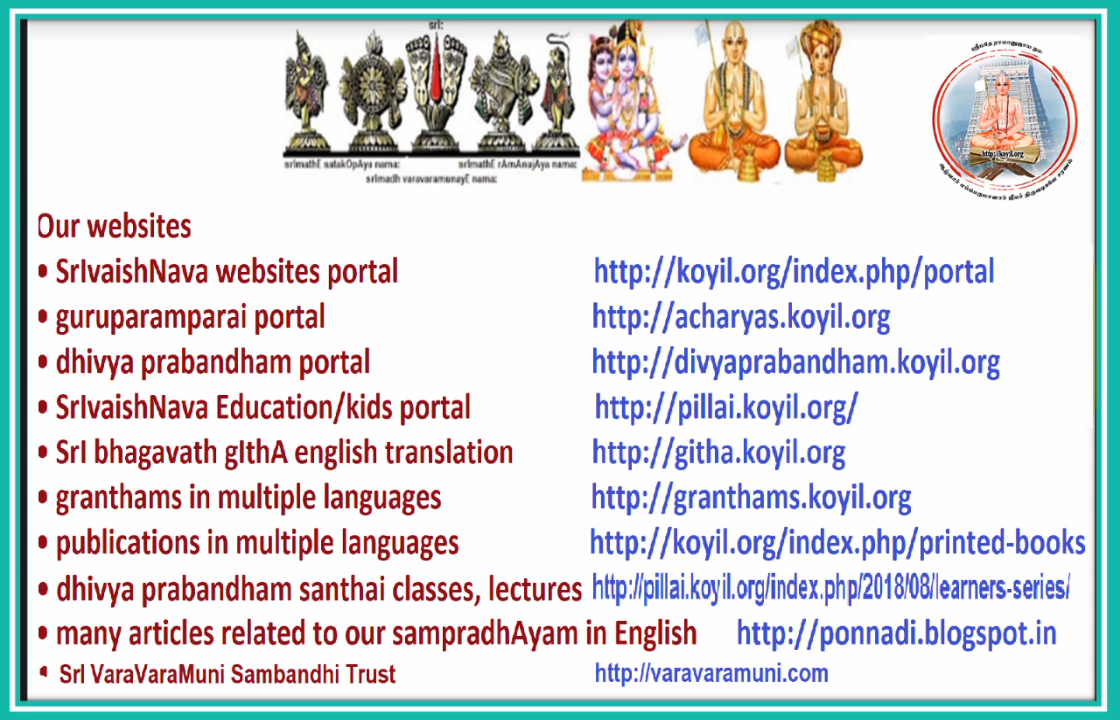 srI:
srImathE satakOpAya nama: srImathE rAmAnajAya nama:
srImadh varavaramunayE nama:
http://koyil.org
Our websites
• SrIvaishNava websites portal http://koyil.org/index.php/portal
• guruparamparai portal http://acharyas.koyil.org
• dhivya prabandham portal http://divyaprabandham.koyil.org
• SrIvaishNava Education/kids portal http://pillai.koyil.org/
• SrI bhagavath gIthA english translation http://githa.koyil.org
• granthams in multiple languages http://granthams.koyil.org
• publications in multiple languages http://koyil.org/index.php/printed-books
• dhivya prabandham santhai classes, lectures http://pillai.koyil.org/index.php/2018/08/learners-series/
• many articles related to our sampradhAyam in English http://ponnadi.blogspot.in
• SrI VaraVaraMuni Sambandhi Trust http://varavaramuni.com